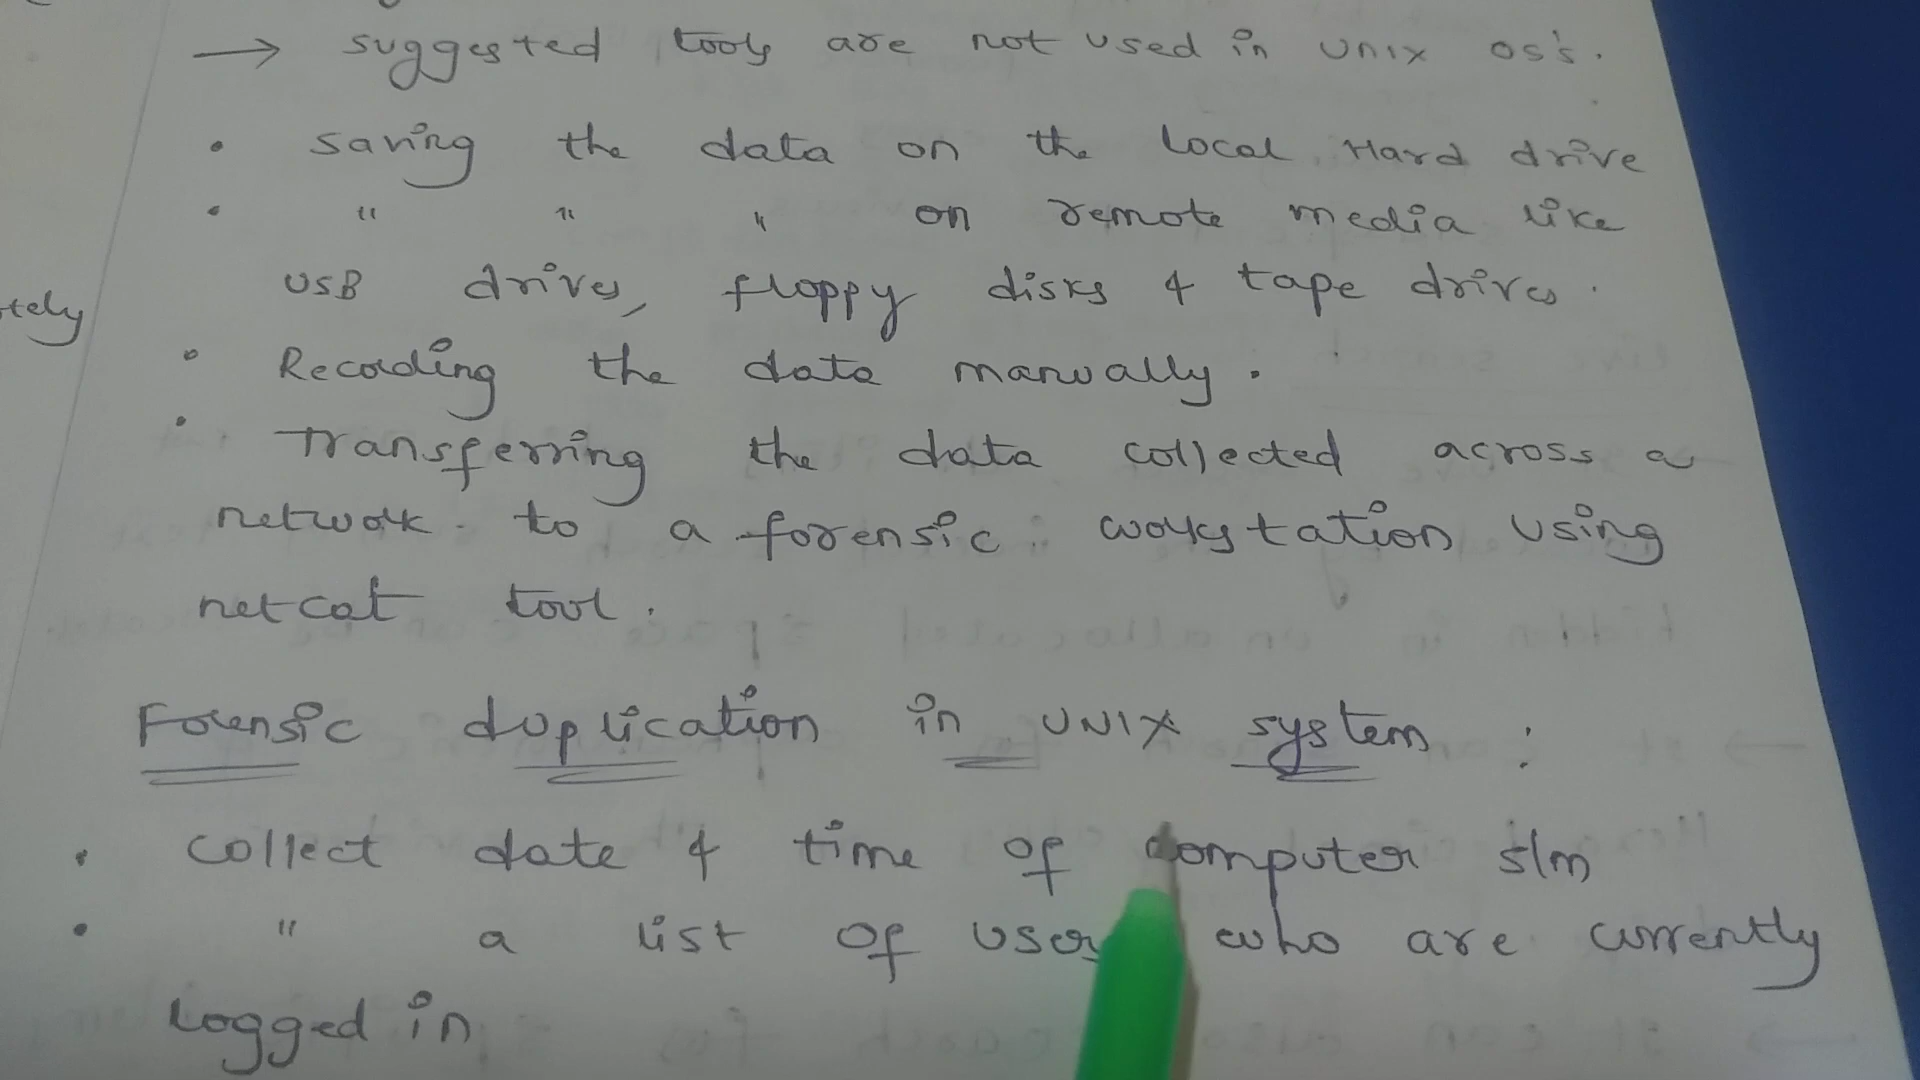 → suggested tools are not used in UNIX OS's.
• saving the data on the Local Hard drive
• " " " on remote media like
USB drives, floppy disks & tape drives.
tely
• Recording the data manually.
• Transferring the data collected across a
network to a forensic workstation using
netcat tool.
Forensic duplication in UNIX system :
• collect date & time of computer s/m
• " a list of users who are currently
Logged in